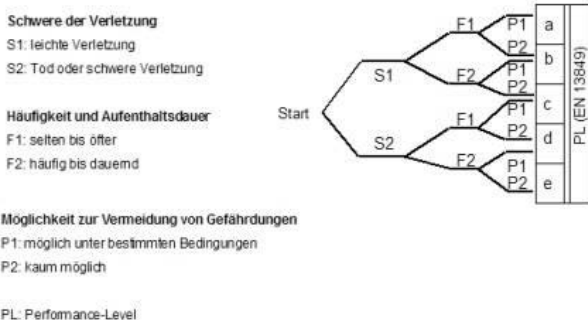 Schwere der Verletzung
S1: leichte Verletzung
S2: Tod oder schwere Verletzung
Häufigkeit und Aufenthaltsdauer
F1: selten bis öfter
F2: häufig bis dauernd
Möglichkeit zur Vermeidung von Gefährdungen
P1: möglich unter bestimmten Bedingungen
P2: kaum möglich
PL: Performance-Level
Start
S1
S2
F1
F2
F1
F2
P1
P2
P1
P2
P1
P2
P1
P2
a
b
c
d
e
PL (EN 13849)